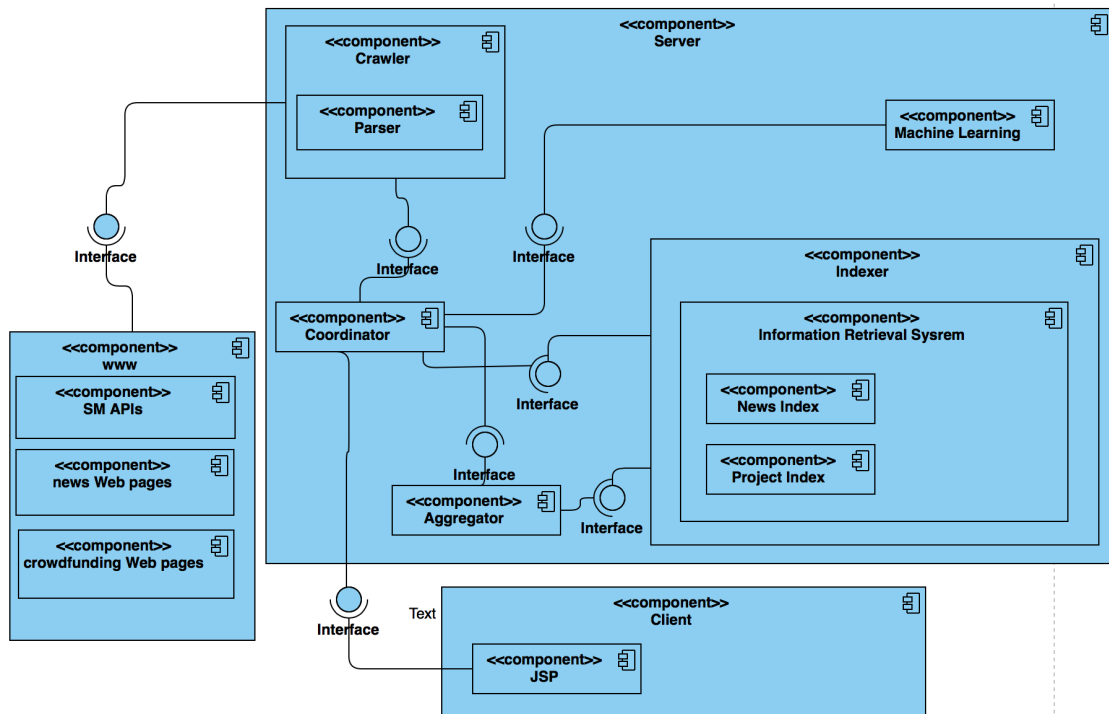 <<component>>
Server
<<component>>
Crawler
<<component>>
Parser
<<component>>
Machine Learning
Interface
Interface
Interface
<<component>>
Indexer
<<component>>
Information Retrieval Sysrem
<<component>>
News Index
<<component>>
Project Index
<<component>>
Coordinator
Interface
Interface
<<component>>
Aggregator
Interface
<<component>>
www
<<component>>
SM APIs
<<component>>
news Web pages
<<component>>
crowdfunding Web pages
Interface
Text
<<component>>
Client
<<component>>
JSP